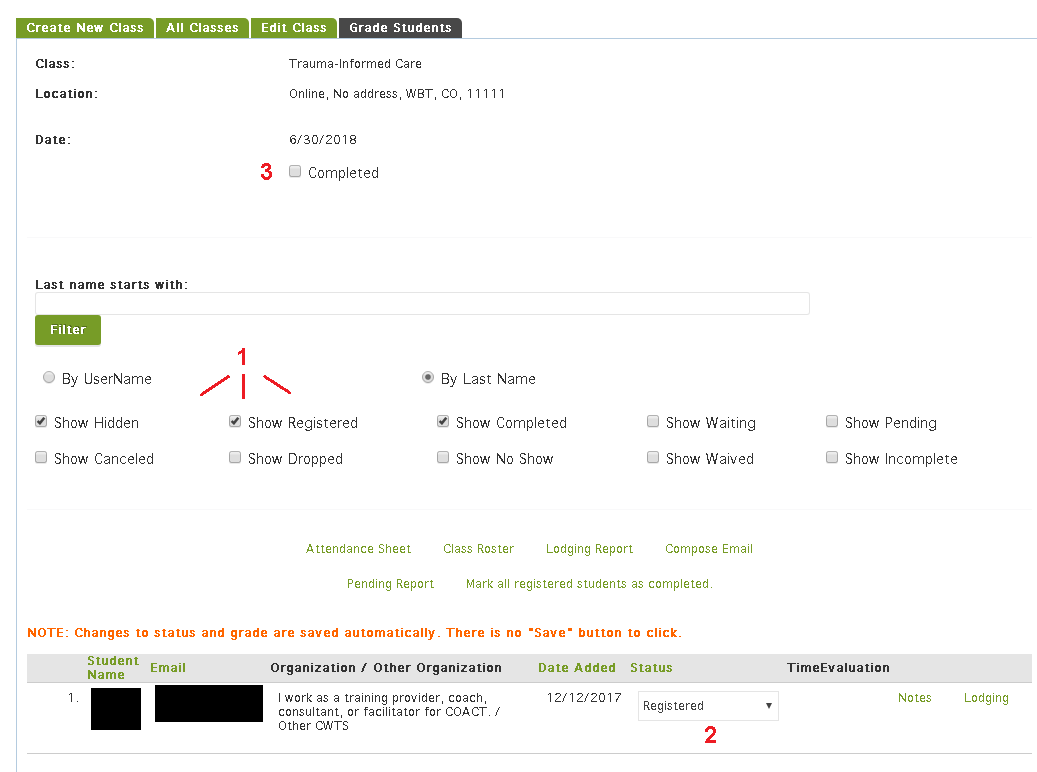 Create New Class All Classes Edit Class Grade Students
Class: Trauma-Informed Care
Location: Online, No address, WBT, CO, 11111
Date: 6/30/2018
3 Completed
Last name starts with:
Filter
1
By UserName By Last Name
Show Hidden Show Registered Show Completed Show Waiting Show Pending
Show Canceled Show Dropped Show No Show Show Waived Show Incomplete
Attendance Sheet Class Roster Lodging Report Compose Email
Pending Report Mark all registered students as completed.
NOTE: Changes to status and grade are saved automatically. There is no "Save" button to click.
Student
Name Email Organization / Other Organization Date Added Status TimeEvaluation
1. I work as a training provider, coach, 12/12/2017 Registered Notes Lodging
consultant, or facilitator for COACT. /
Other CWTS
2